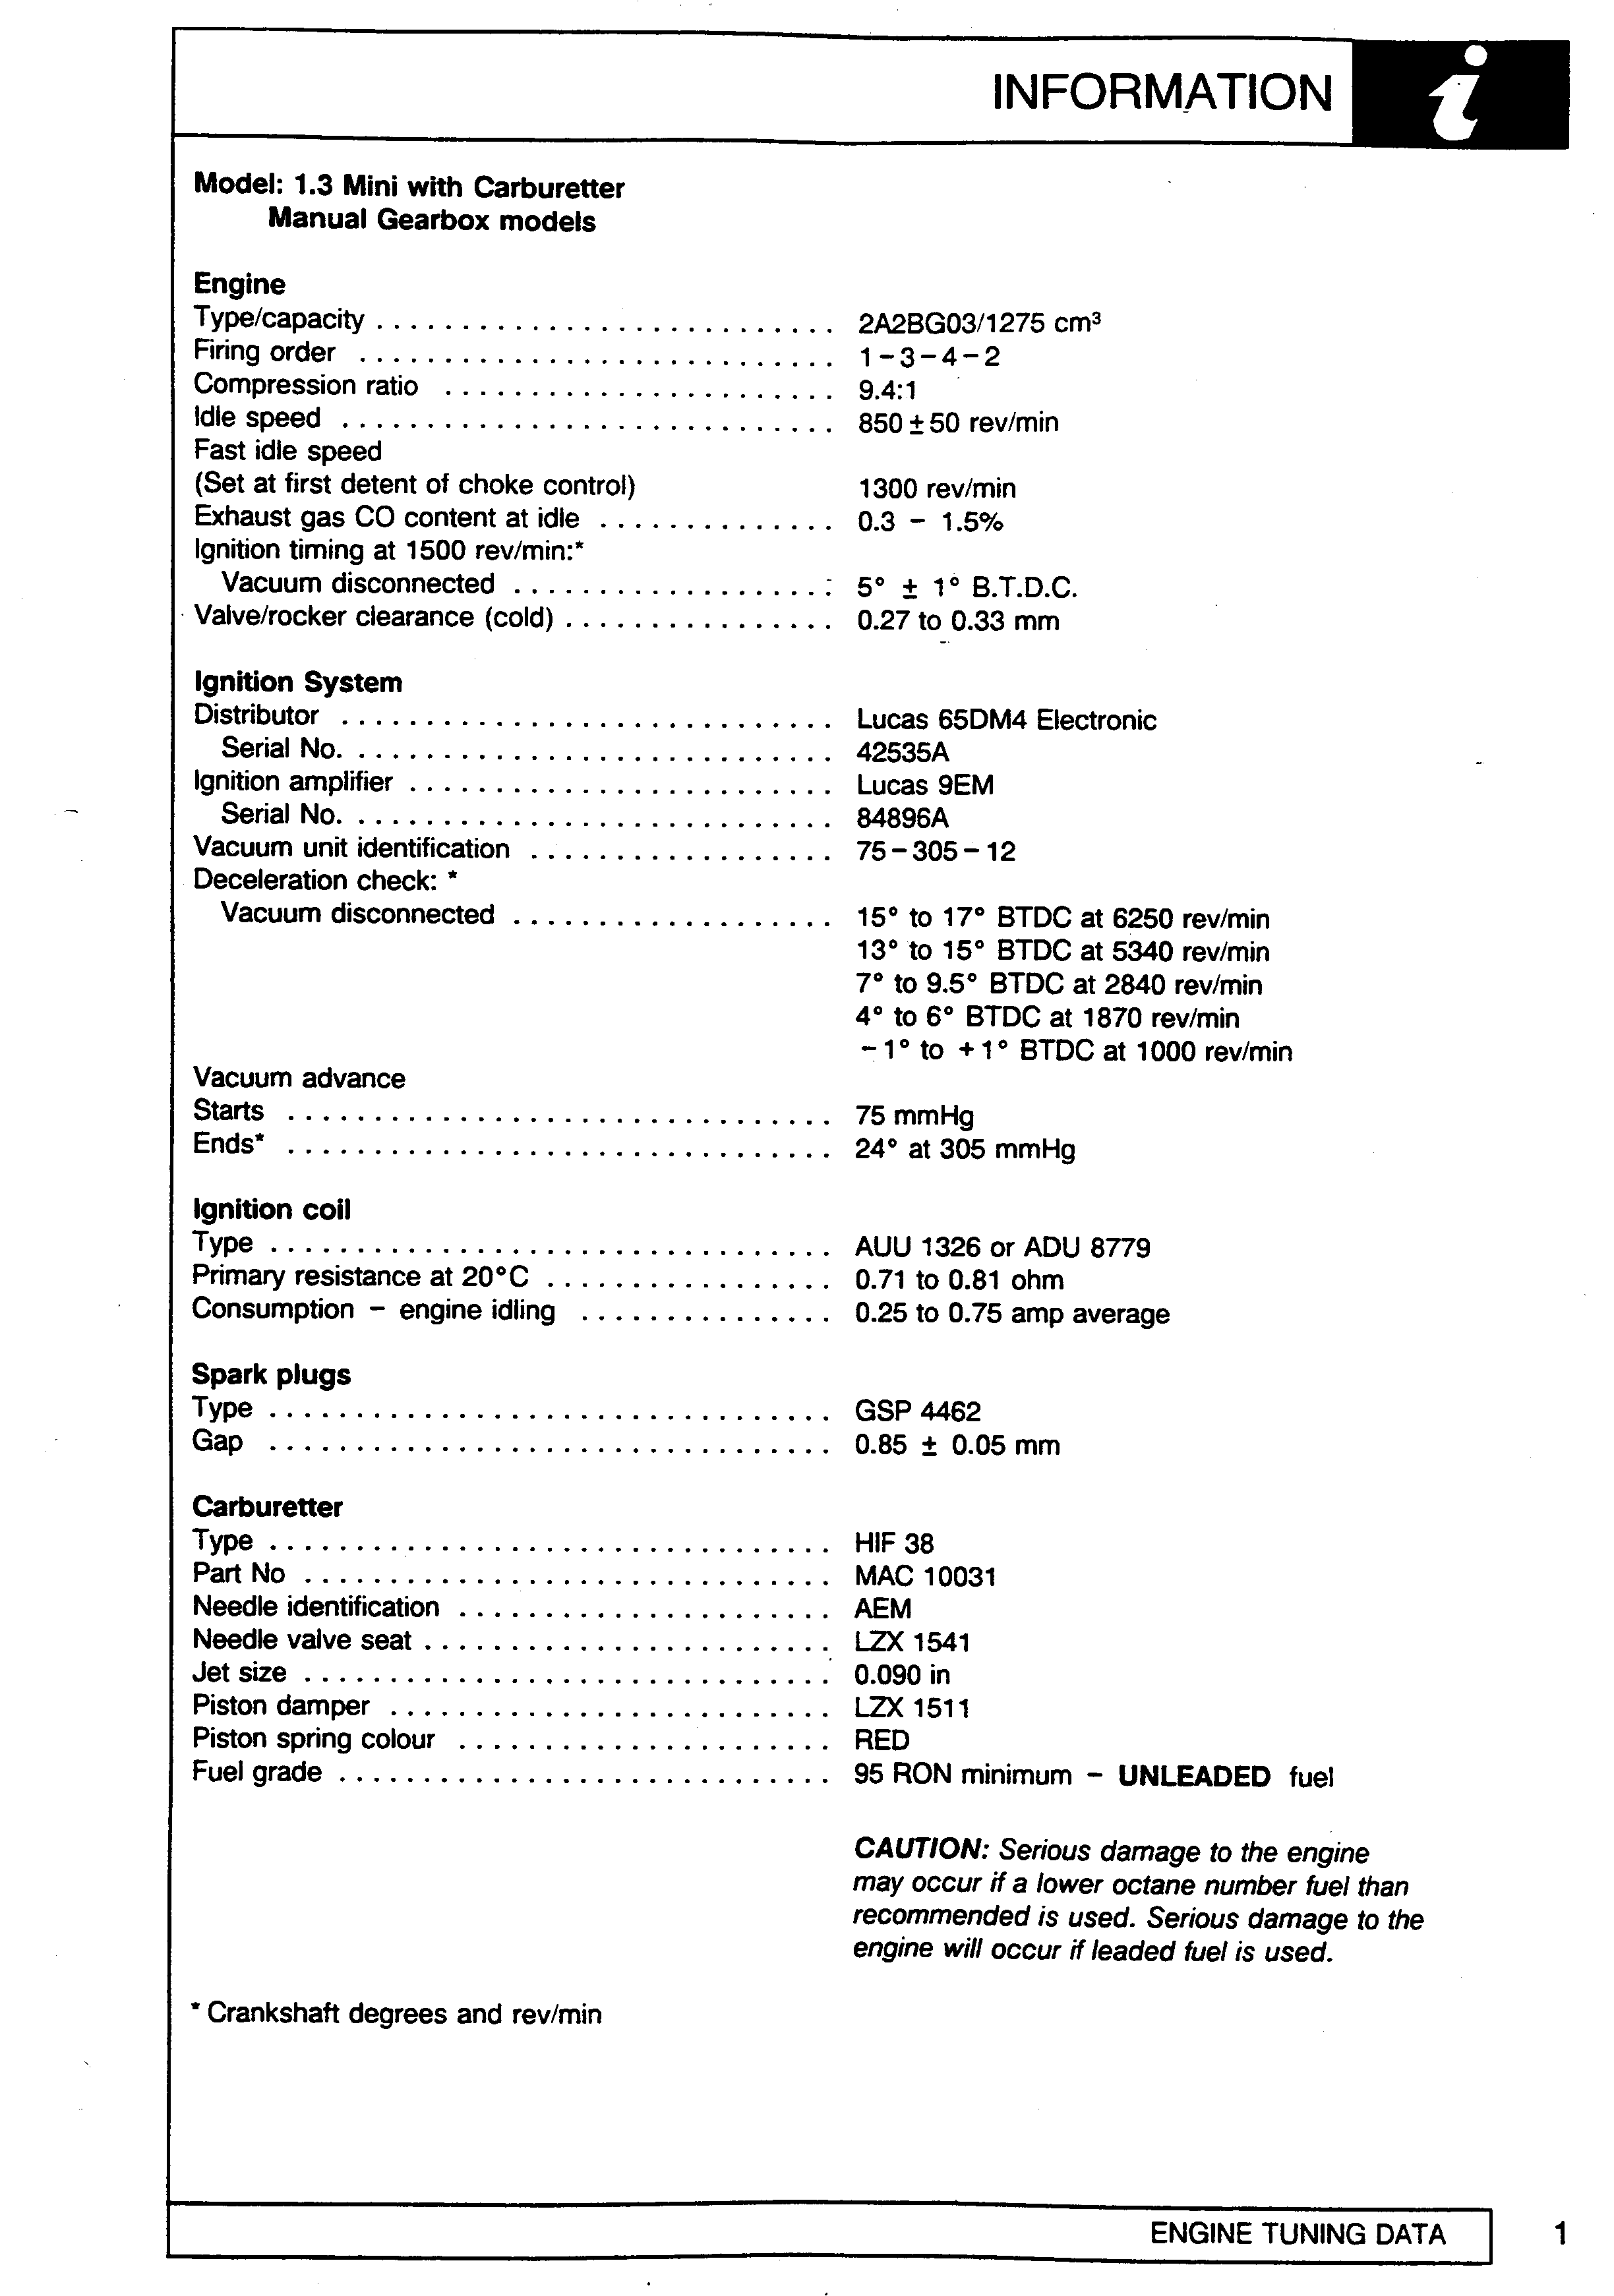 INFORMATION i
Model: 1.3 Mini with Carburetter
Manual Gearbox models
Engine
Type/capacity ........................... 2A2BG03/1275 cm³
Firing order ............................ 1-3-4-2
Compression ratio ....................... 9.4:1
Idle speed ............................. 850±50 rev/min
Fast idle speed
(Set at first detent of choke control) 1300 rev/min
Exhaust gas CO content at idle .............. 0.3 - 1.5%
Ignition timing at 1500 rev/min:*
Vacuum disconnected ................... 5° ± 1° B.T.D.C.
Valve/rocker clearance (cold) ................ 0.27 to 0.33 mm
Ignition System
Distributor ............................. Lucas 65DM4 Electronic
Serial No. ............................ 42535A
Ignition amplifier ......................... Lucas 9EM
Serial No. ............................ 84896A
Vacuum unit identification .................. 75-305-12
Deceleration check: *
Vacuum disconnected ................... 15° to 17° BTDC at 6250 rev/min
13° to 15° BTDC at 5340 rev/min
7° to 9.5° BTDC at 2840 rev/min
4° to 6° BTDC at 1870 rev/min
-1° to +1° BTDC at 1000 rev/min
Vacuum advance
Starts ................................ 75 mmHg
Ends* ................................ 24° at 305 mmHg
Ignition coil
Type ................................. AUU 1326 or ADU 8779
Primary resistance at 20°C ................. 0.71 to 0.81 ohm
Consumption - engine idling ............... 0.25 to 0.75 amp average
Spark plugs
Type ................................. GSP 4462
Gap ................................. 0.85 ± 0.05 mm
Carburetter
Type ................................. HIF 38
Part No ............................... MAC 10031
Needle identification ...................... AEM
Needle valve seat ........................ LZX 1541
Jet size ............................... 0.090 in
Piston damper .......................... LZX 1511
Piston spring colour ...................... RED
Fuel grade ............................. 95 RON minimum - UNLEADED fuel
CAUTION: Serious damage to the engine
may occur if a lower octane number fuel than
recommended is used. Serious damage to the
engine will occur if leaded fuel is used.
* Crankshaft degrees and rev/min
ENGINE TUNING DATA 1